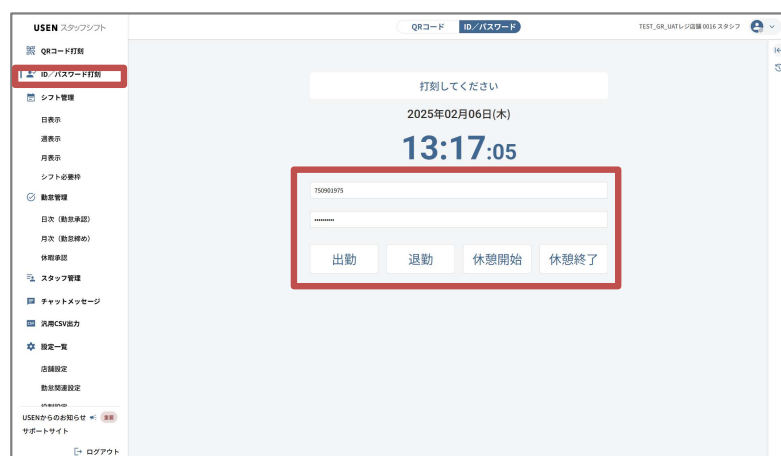 USEN スタッフシフト
QRコード ID／パスワード
TEST_GR_UATレジ店舗 0016 スタシフ
QRコード打刻
ID／パスワード打刻
シフト管理
日表示
週表示
月表示
シフト必要枠
勤怠管理
日次（勤怠承認）
月次（勤怠締め）
休暇承認
スタッフ管理
チャットメッセージ
汎用CSV出力
設定一覧
店舗設定
勤怠関連設定
USENからのお知らせ 重要
サポートサイト
ログアウト
打刻してください
2025年02月06日(木)
13:17:05
750901975
••••••••••
出勤 退勤 休憩開始 休憩終了